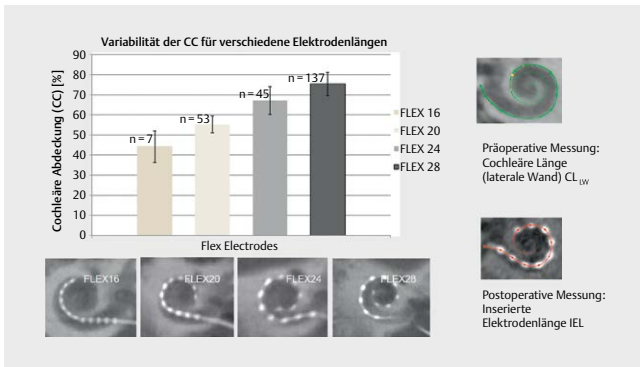 Variabilität der CC für verschiedene Elektrodenlängen
Cochleäre Abdeckung (CC) [%]
90
80
70
60
50
40
30
20
10
0
n = 7
n = 53
n = 45
n = 137
Flex Electrodes
FLEX 16
FLEX 20
FLEX 24
FLEX 28
FLEX16
FLEX20
FLEX24
FLEX28
Präoperative Messung:
Cochleäre Länge
(laterale Wand) CL LW
Postoperative Messung:
Inserierte
Elektrodenlänge IEL